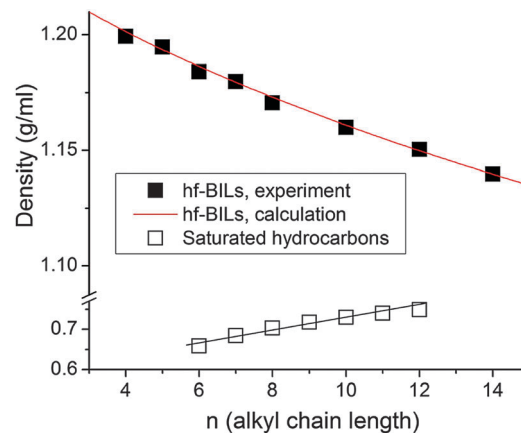 1.20
1.15
1.10
0.7
0.6
Density (g/ml)
hf-BILs, experiment
hf-BILs, calculation
Saturated hydrocarbons
4 6 8 10 12 14
n (alkyl chain length)